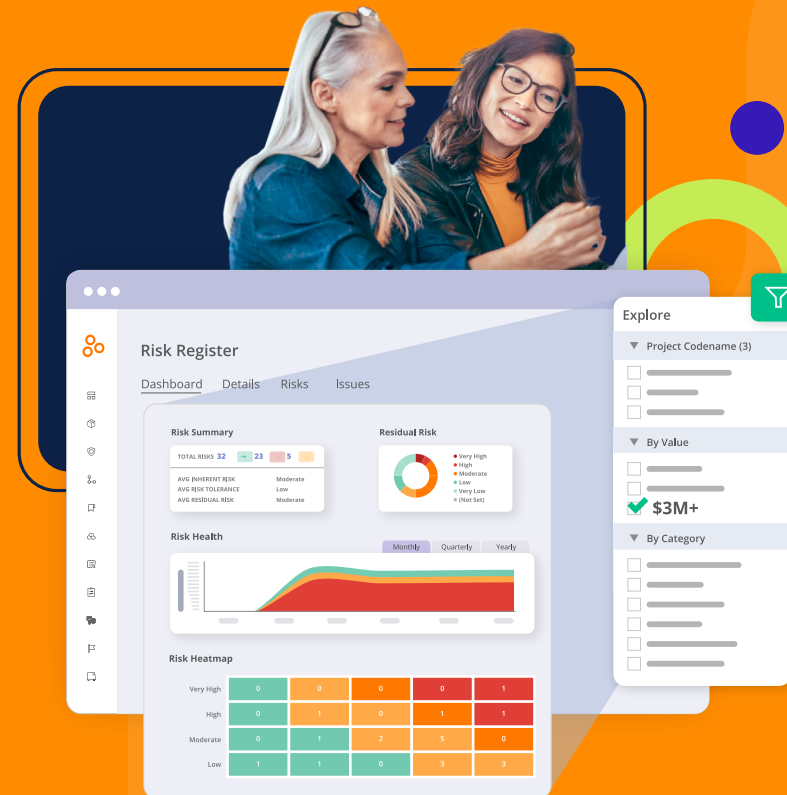 Risk Register
Dashboard Details Risks Issues
Risk Summary
TOTAL RISKS 32 23 5
AVG INHERENT RISK Moderate
AVG RISK TOLERANCE Low
AVG RESIDUAL RISK Moderate
Residual Risk
Very High
High
Moderate
Low
Very Low
(Not Set)
Risk Health
Monthly Quarterly Yearly
Risk Heatmap
Very High 0 0 0 0 1
High 0 1 0 1 1
Moderate 0 1 2 5 0
Low 1 1 0 3 3
Explore
Project Codename (3)
By Value
$3M+
By Category